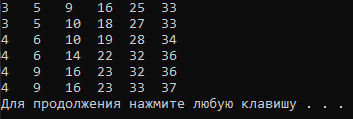 3 5 9 16 25 33
3 5 10 18 27 33
4 6 10 19 28 34
4 6 14 22 32 36
4 9 16 23 32 36
4 9 16 23 33 37
Для продолжения нажмите любую клавишу . . .